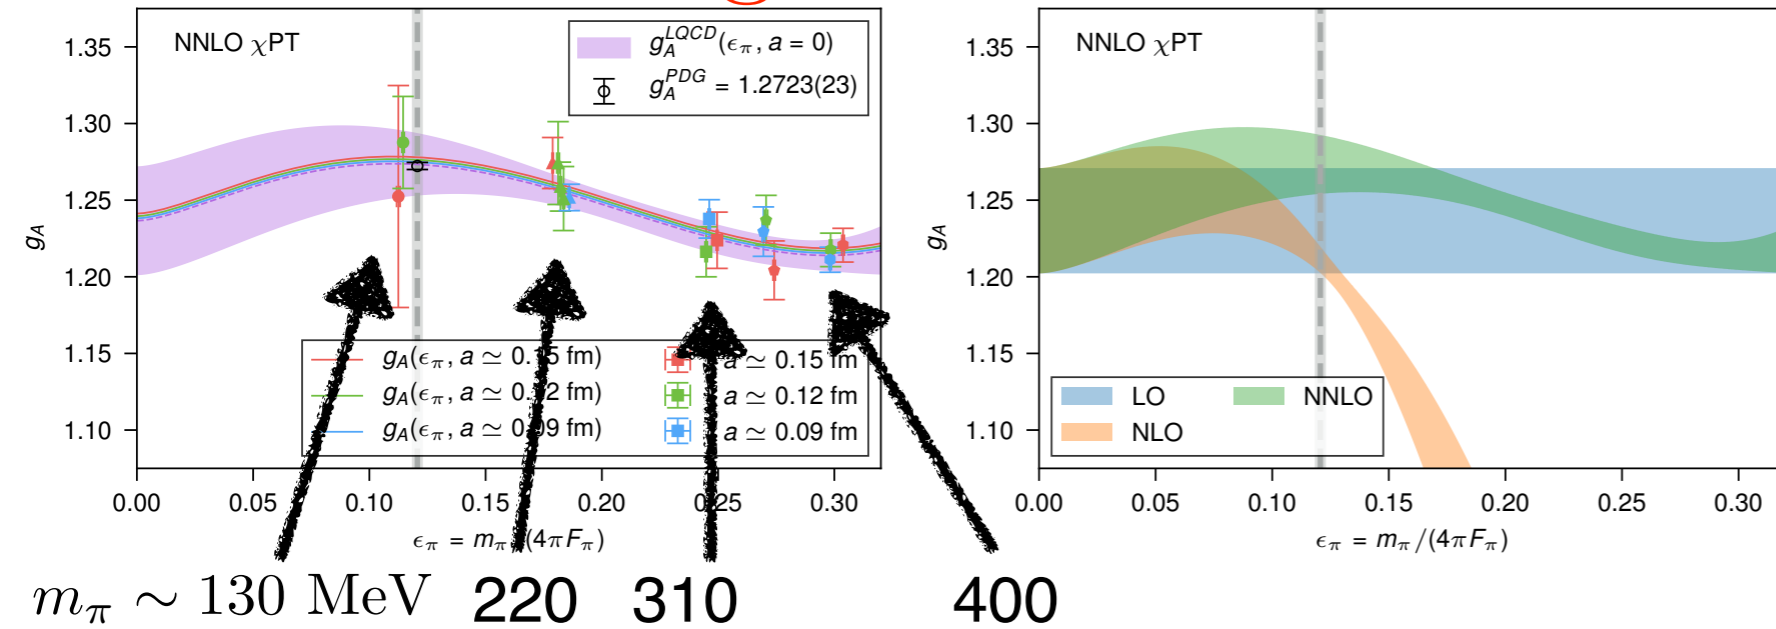 NNLO χPT
g_A^{LQCD}(ϵ_π, a = 0)
g_A^{PDG} = 1.2723(23)
g_A
1.35
1.30
1.25
1.20
1.15
1.10
g_A(ϵ_π, a ≃ 0.15 fm)
g_A(ϵ_π, a ≃ 0.12 fm)
g_A(ϵ_π, a ≃ 0.09 fm)
a ≃ 0.15 fm
a ≃ 0.12 fm
a ≃ 0.09 fm
0.00 0.05 0.10 0.15 0.20 0.25 0.30
ϵ_π = m_π/(4πF_π)
NNLO χPT
g_A
1.35
1.30
1.25
1.20
1.15
1.10
LO
NLO
NNLO
0.00 0.05 0.10 0.15 0.20 0.25 0.30
ϵ_π = m_π/(4πF_π)
m_π ∼ 130 MeV 220 310 400